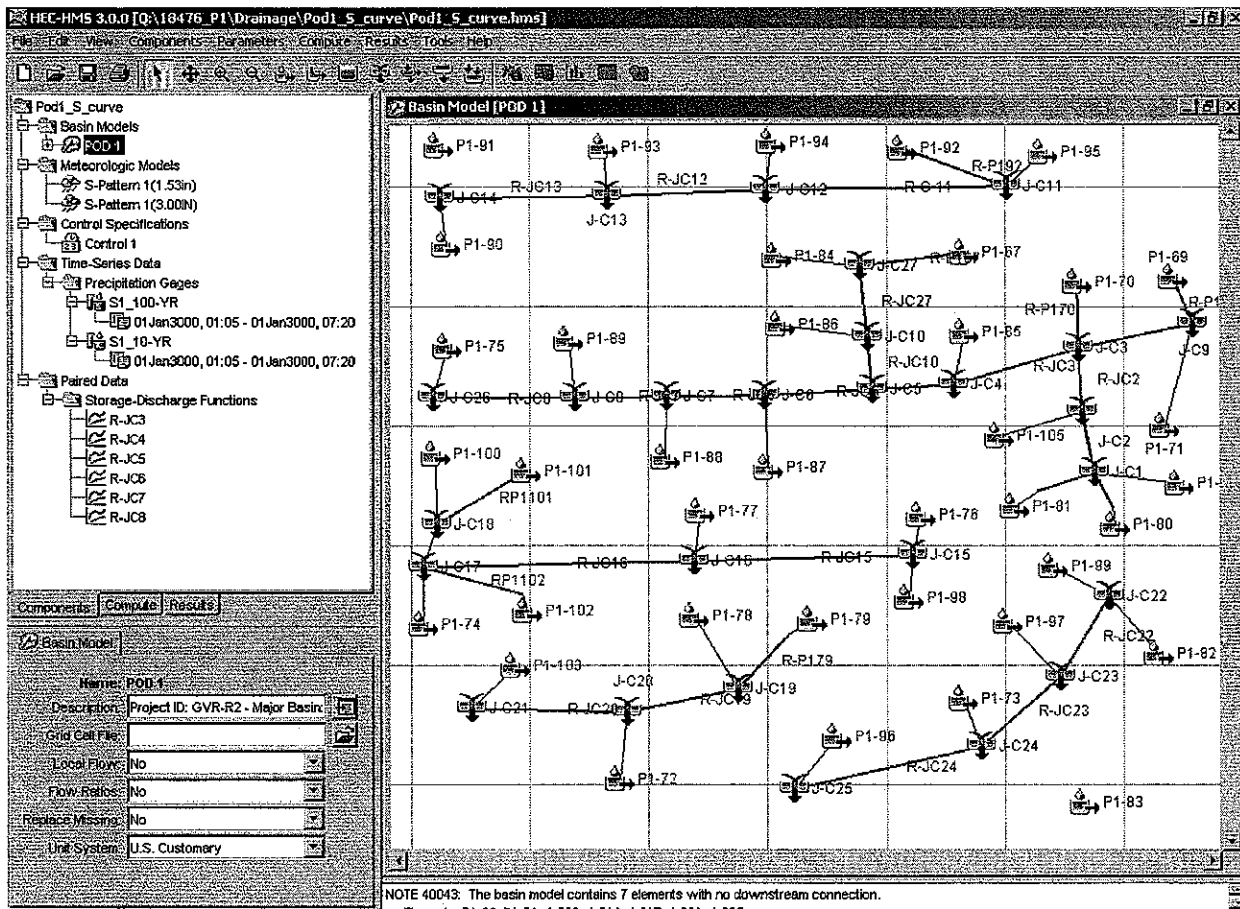 HEC-HMS 3.0.0 [Q:\18476_P1\Drainage\Pod1_S_curve\Pod1_S_curve.hms]
File Edit View Components Parameters Compute Results Tools Help
Pod1_S_curve
Basin Models
POD 1
Meteorologic Models
S-Pattern 1(1.53in)
S-Pattern 1(3.00IN)
Control Specifications
Control 1
Time-Series Data
Precipitation Gages
S1_100-YR
01Jan3000, 01:05 - 01Jan3000, 07:20
S1_10-YR
01Jan3000, 01:05 - 01Jan3000, 07:20
Paired Data
Storage-Discharge Functions
R-JC3
R-JC4
R-JC5
R-JC6
R-JC7
R-JC8
Components Compute Results
Basin Model
Name: POD 1
Description: Project ID: GVR-R2 - Major Basin
Grid Cell File:
Local Flow: No
Flow Ratios: No
Replace Missing: No
Unit System: U.S. Customary
Basin Model [POD 1]
P1-91 P1-93 P1-94 P1-92 P1-95
R-P192
J-C14 R-JC13 R-JC12 J-C12 J-C11
J-C13
P1-90
P1-84 J-C27 P1-67 P1-69
P1-70
R-JC27 R-P170 R-P1
P1-86 J-C10 P1-85
P1-75 P1-89 R-JC10 J-C3 J-C9
R-JC3 R-JC2
J-C26 R-JC8 J-C8 J-C7 J-C6 J-C5 J-C4
P1-105 P1-71
J-C2
P1-100 P1-101 P1-88 P1-87 J-C1
RP1101 P1-81 P1-80
J-C18 P1-77 P1-76
J-C17 R-JC16 J-C16 R-JC15 J-C15
RP1102 P1-99 J-C22
P1-74 P1-102 P1-98
P1-78 P1-79 P1-97 R-JC22
P1-103 R-P179 P1-82
J-C20 J-C19 J-C23
J-C21 R-JC20 R-JC19 P1-73 R-JC23
P1-96 J-C24
P1-72 J-C25 R-JC24 P1-83
NOTE 40043: The basin model contains 7 elements with no downstream connection.